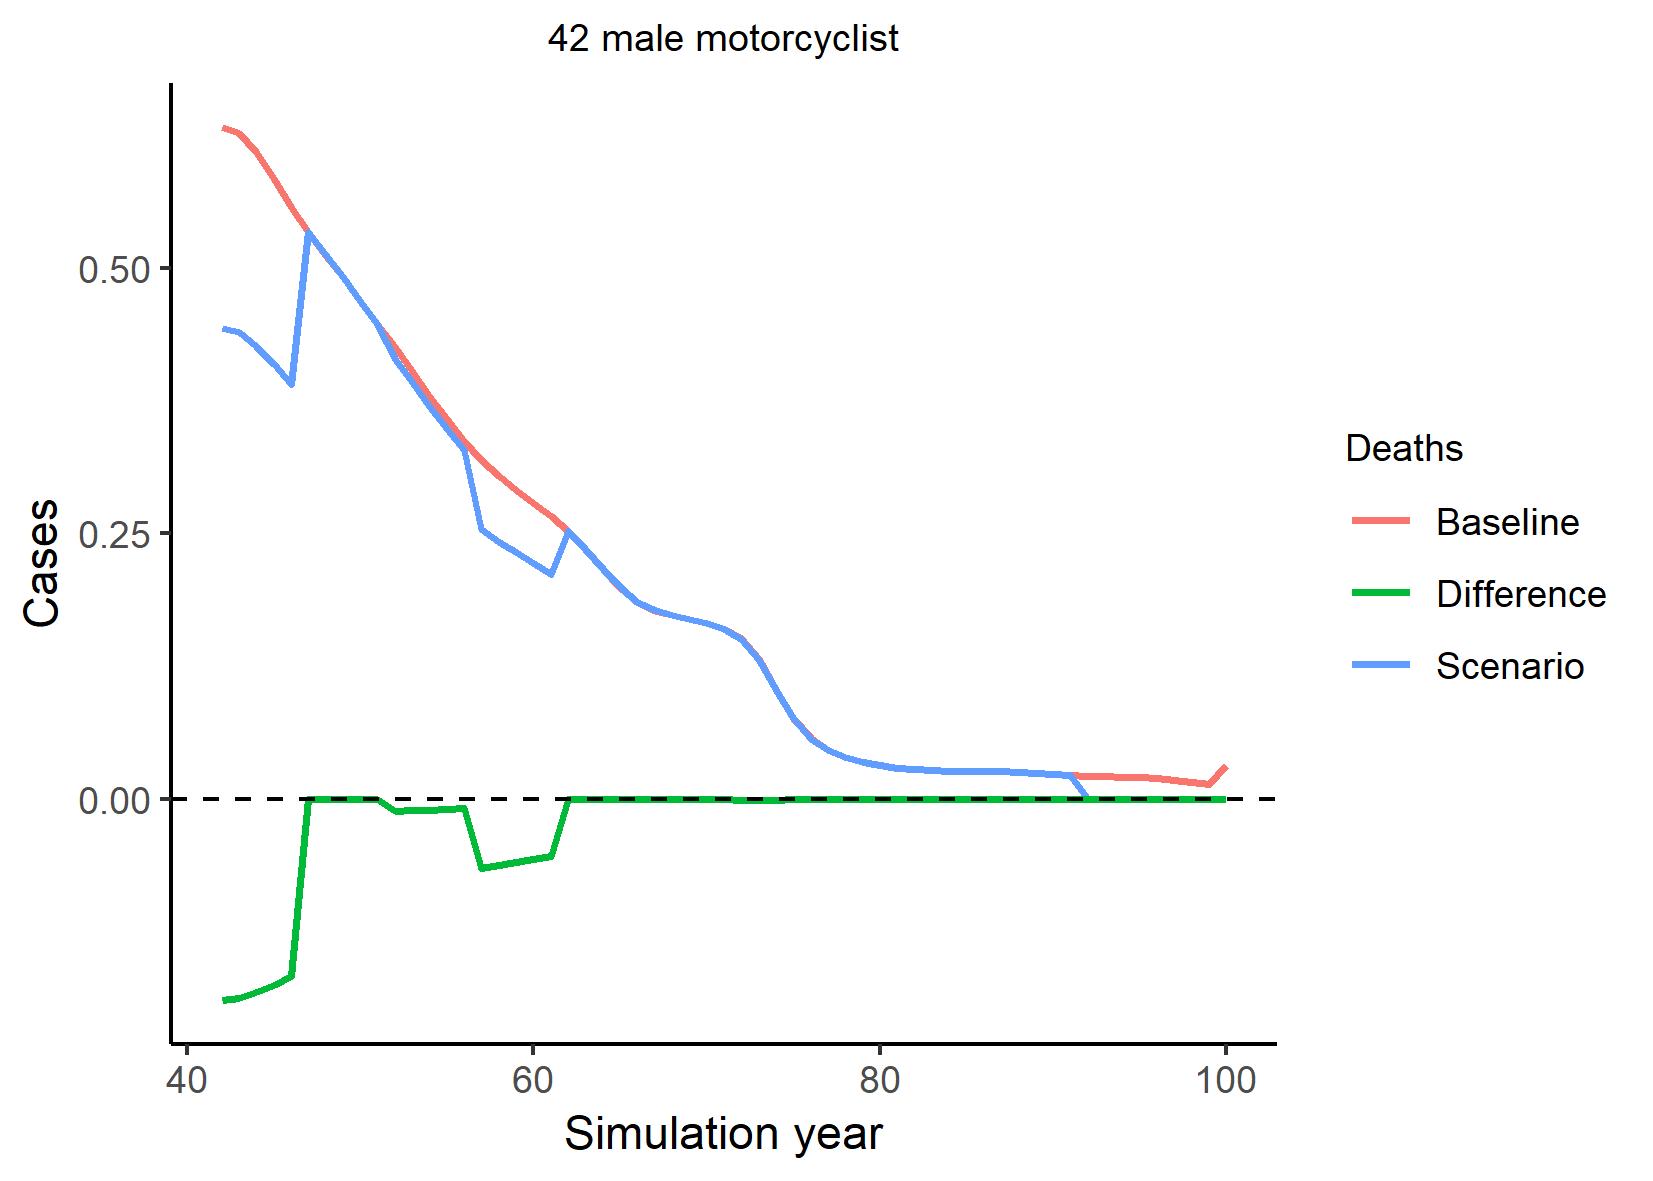 42 male motorcyclist
Cases
0.50
0.25
0.00
40 60 80 100
Simulation year
Deaths
Baseline
Difference
Scenario